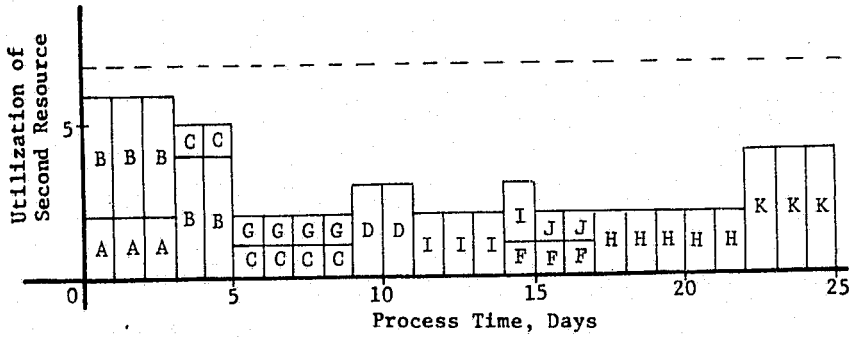 Utilization of
Second Resource
5
C C
B B B
B B
A A A
G G G G
C C C C
D D
I I I
I
J J
F F F
H H H H H
K K K
0 5 10 15 20 25
Process Time, Days